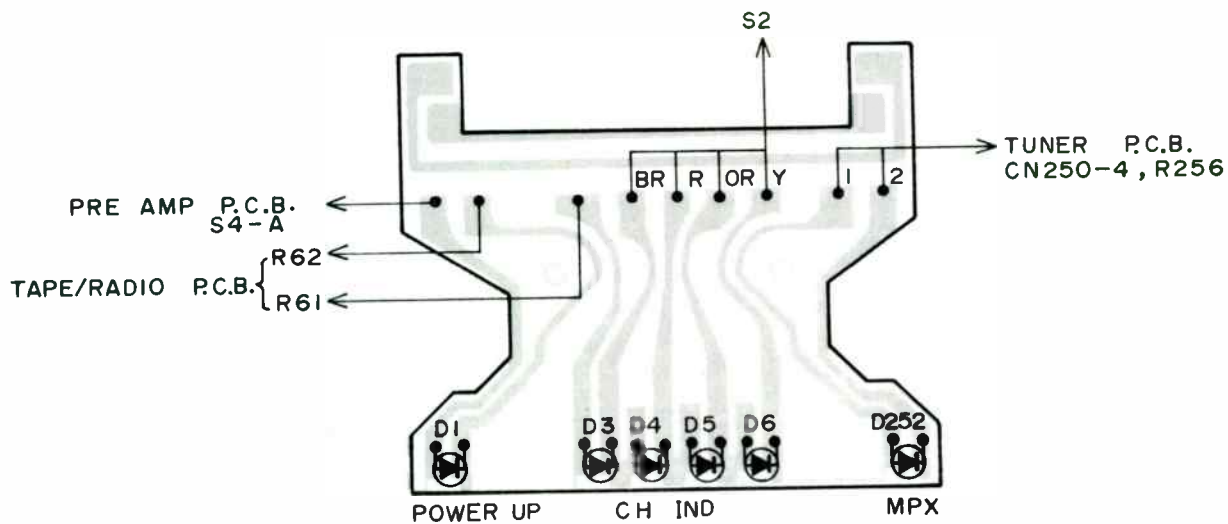 S2
BR R OR Y 1 2
TUNER P.C.B.
CN250-4, R256
PRE AMP P.C.B.
S4-A
R62
TAPE/RADIO P.C.B.
R61
D1 D3 D4 D5 D6 D252
POWER UP CH IND MPX